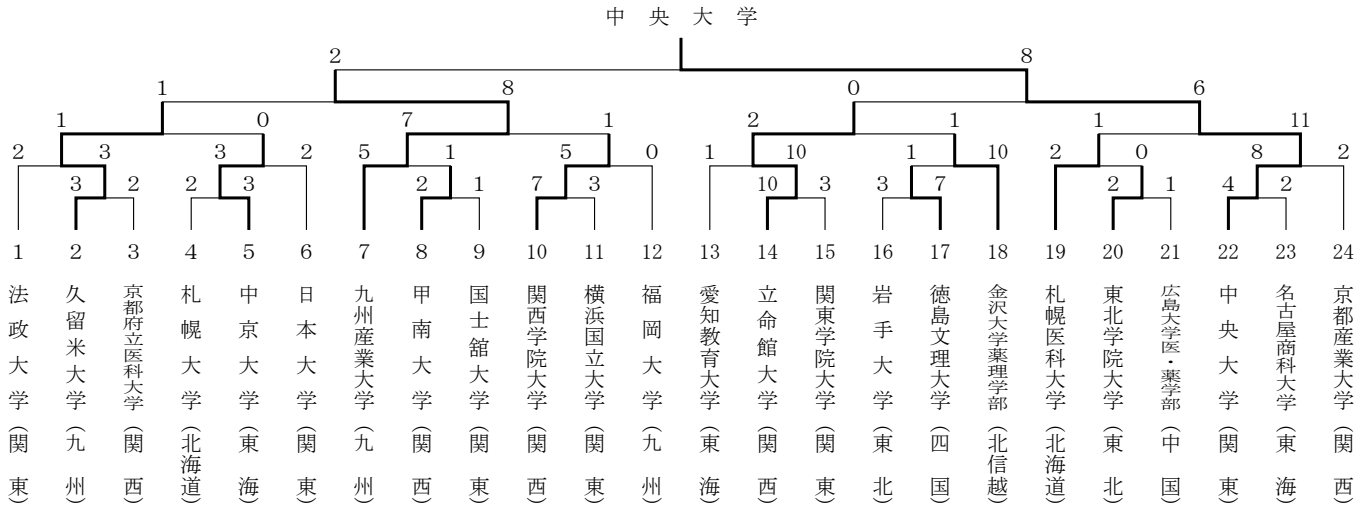 中央大学
2 8
1 8 0 6
1 0 7 1 2 1 1 11
2 3 3 2 5 1 5 0 1 10 1 10 2 0 8 2
3 2 2 3 2 1 7 3 10 3 3 7 2 1 4 2
1 2 3 4 5 6 7 8 9 10 11 12 13 14 15 16 17 18 19 20 21 22 23 24
法政大学(関東)
久留米大学(九州)
京都府立医科大学(関西)
札幌大学(北海道)
中京大学(東海)
日本大学(関東)
九州産業大学(九州)
甲南大学(関西)
国士舘大学(関東)
関西学院大学(関西)
横浜国立大学(関東)
福岡大学(九州)
愛知教育大学(東海)
立命館大学(関西)
関東学院大学(関東)
岩手大学(東北)
徳島文理大学(四国)
金沢大学薬理学部(北信越)
札幌医科大学(北海道)
東北学院大学(東北)
広島大学医・薬学部(中国)
中央大学(関東)
名古屋商科大学(東海)
京都産業大学(関西)